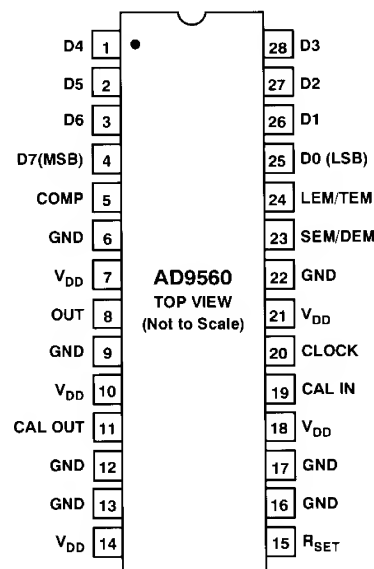 D4 1 28 D3
D5 2 27 D2
D6 3 26 D1
D7(MSB) 4 25 D0 (LSB)
COMP 5 24 LEM/TEM
GND 6 23 SEM/DEM
VDD 7 22 GND
AD9560
TOP VIEW
(Not to Scale)
OUT 8 21 VDD
GND 9 20 CLOCK
VDD 10 19 CAL IN
CAL OUT 11 18 VDD
GND 12 17 GND
GND 13 16 GND
VDD 14 15 RSET